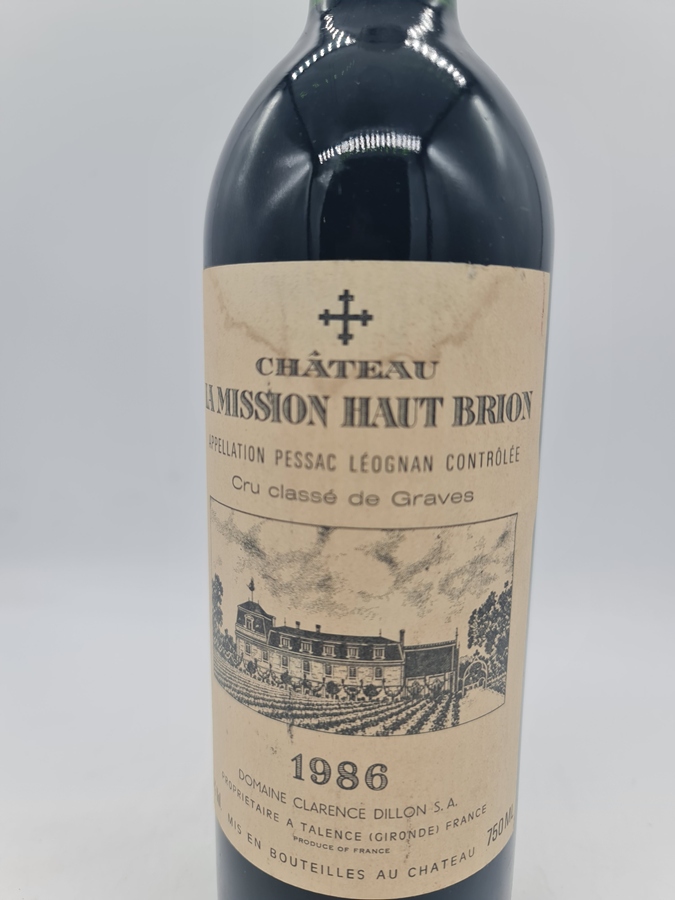 CHÂTEAU
LA MISSION HAUT BRION
APPELLATION PESSAC LÉOGNAN CONTRÔLÉE
Cru classé de Graves
1986
DOMAINE CLARENCE DILLON S.A.
PROPRIETAIRE A TALENCE (GIRONDE) FRANCE
PRODUCE OF FRANCE
MIS EN BOUTEILLES AU CHATEAU
750 ML